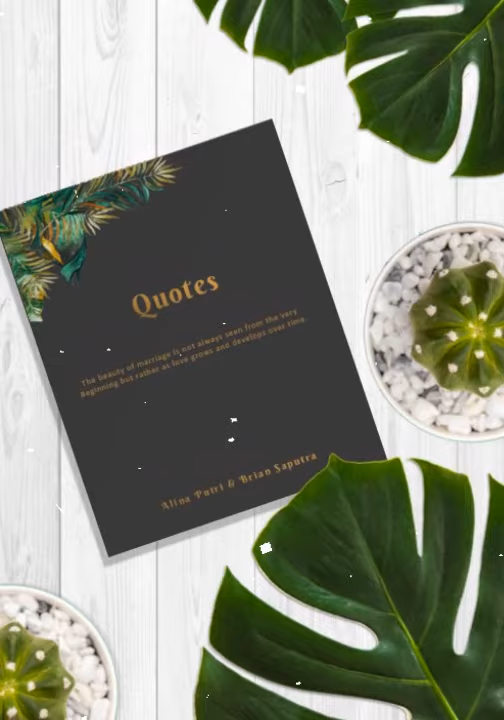 Quotes
The beauty of marriage is not always seen from the very
Beginning but rather as love grows and develops over time.
Alina Putri & Brian Saputra